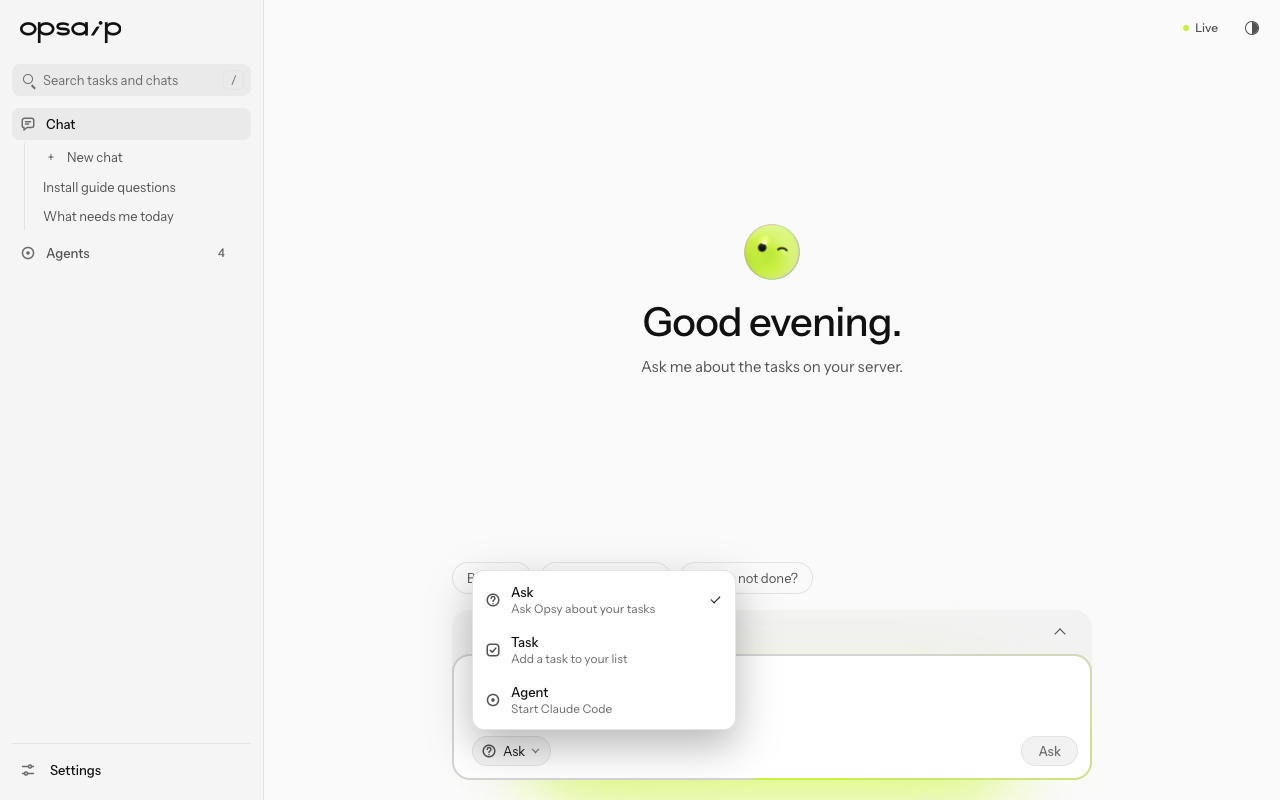 opsaip
Live
Search tasks and chats /
Chat
+ New chat
Install guide questions
What needs me today
Agents 4
Good evening.
Ask me about the tasks on your server.
not done?
Ask
Ask Opsy about your tasks
Task
Add a task to your list
Agent
Start Claude Code
Ask
Ask
Settings